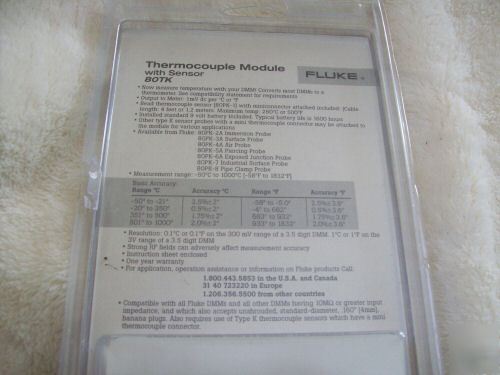 Thermocouple Module
with Sensor
80TK
FLUKE®
• Now measure temperature with your DMM! Converts most DMMs to a
thermometer. See compatibility statement for requirements
• Output to Meter: 1mV dc per °C or °F
• Bead thermocouple sensor (80PK-1) with miniconnector attached included. (Cable
length: 4 feet or 1.2 meters. Maximum temp: 260°C or 500°F
• Installed standard 9 volt battery included. Typical battery life is 1600 hours
• Other type K sensor probes with a mini thermocouple connector may be attached to
the module for various applications
• Available from Fluke: 80PK-2A Immersion Probe
80PK-3A Surface Probe
80PK-4A Air Probe
80PK-5A Piercing Probe
80PK-6A Exposed Junction Probe
80PK-7 Industrial Surface Probe
80PK-8 Pipe Clamp Probe
• Measurement range: -50°C to 1000°C [-58°F to 1832°F]
Basic Accuracy:
Range °C Accuracy °C Range °F Accuracy °F
-50° to -21° 2.5%±2° -58° to -5.0° 2.5%±3.6°
-20° to 350° 0.5%±2° -4° to 662° 0.5%±3.6°
351° to 500° 1.75%±2° 663° to 932° 1.75%±3.6°
501° to 1000° 2.0%±2° 933° to 1832° 2.0%±3.6°
• Resolution: 0.1°C or 0.1°F on the 300 mV range of a 3.5 digit DMM. 1°C or 1°F on the
3V range of a 3.5 digit DMM
• Strong RF fields can adversely affect measurement accuracy
• Instruction sheet enclosed
• One year warranty
• For application, operation assistance or information on Fluke products Call:
1.800.443.5853 in the U.S.A. and Canada
31 40 723220 in Europe
1.206.356.5500 from other countries
• Compatible with all Fluke DMMs and all other DMMs having 10MΩ or greater input
impedance, and which also accepts unshrouded, standard-diameter, .160" [4mm],
banana plugs. Also requires use of Type K thermocouple sensors which have a mini
thermocouple connector.